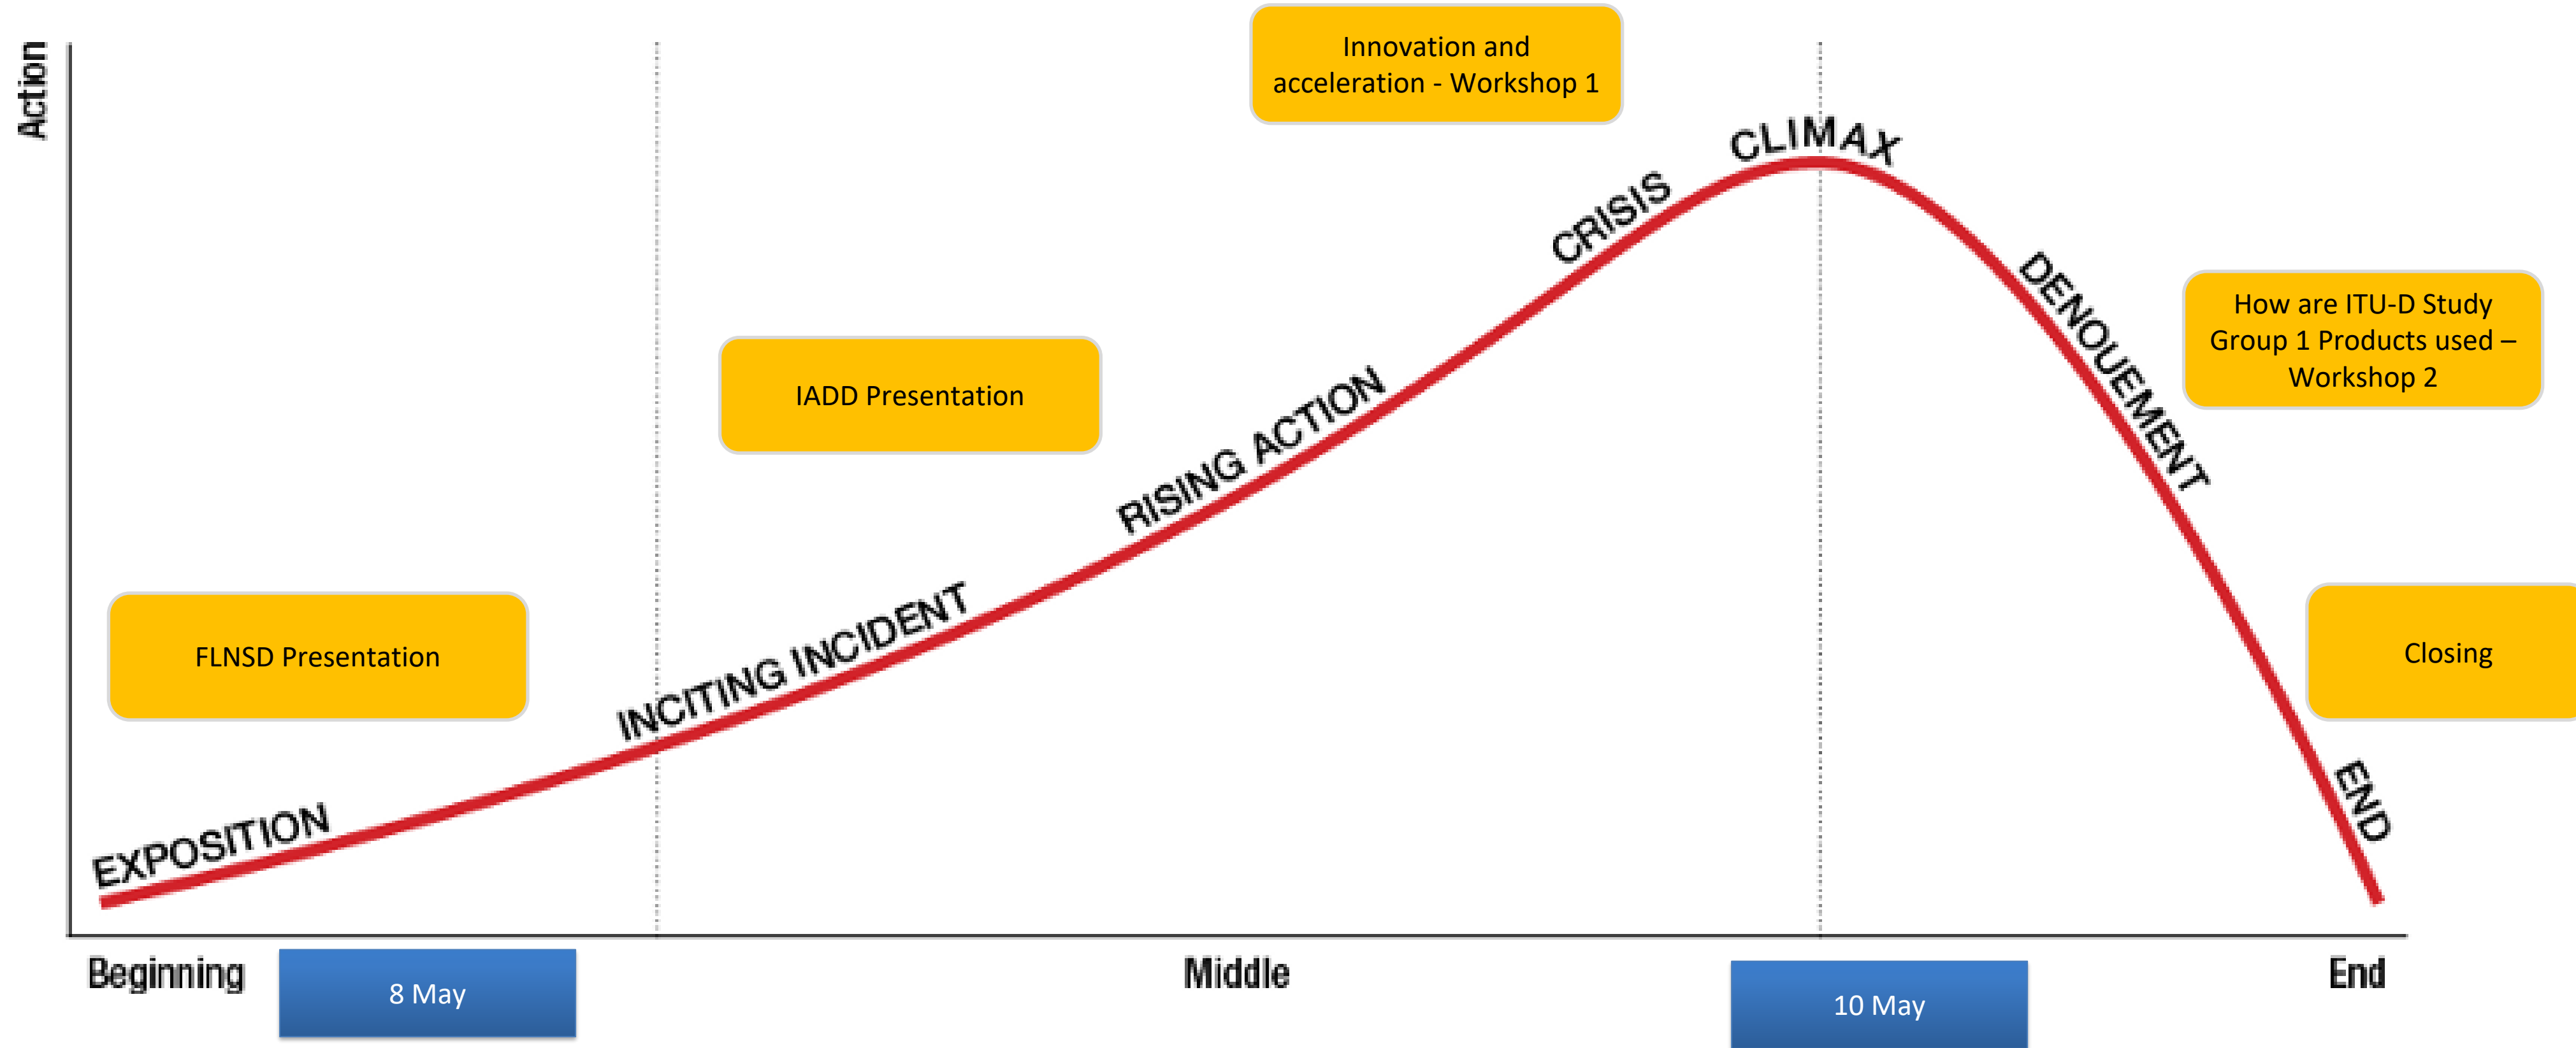 Action
Innovation and
acceleration - Workshop 1
CLIMAX
CRISIS
DENOUEMENT
How are ITU-D Study
Group 1 Products used –
Workshop 2
IADD Presentation
RISING ACTION
INCITING INCIDENT
FLNSD Presentation
Closing
EXPOSITION
END
Beginning
8 May
Middle
10 May
End